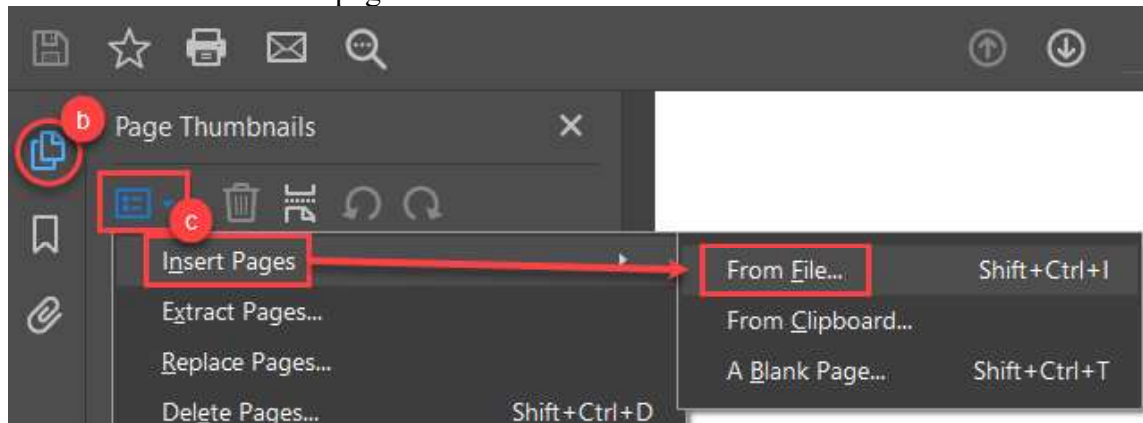 b
Page Thumbnails
c
Insert Pages
From File... Shift+Ctrl+I
Extract Pages...
From Clipboard...
Replace Pages...
A Blank Page... Shift+Ctrl+T
Delete Pages... Shift+Ctrl+D